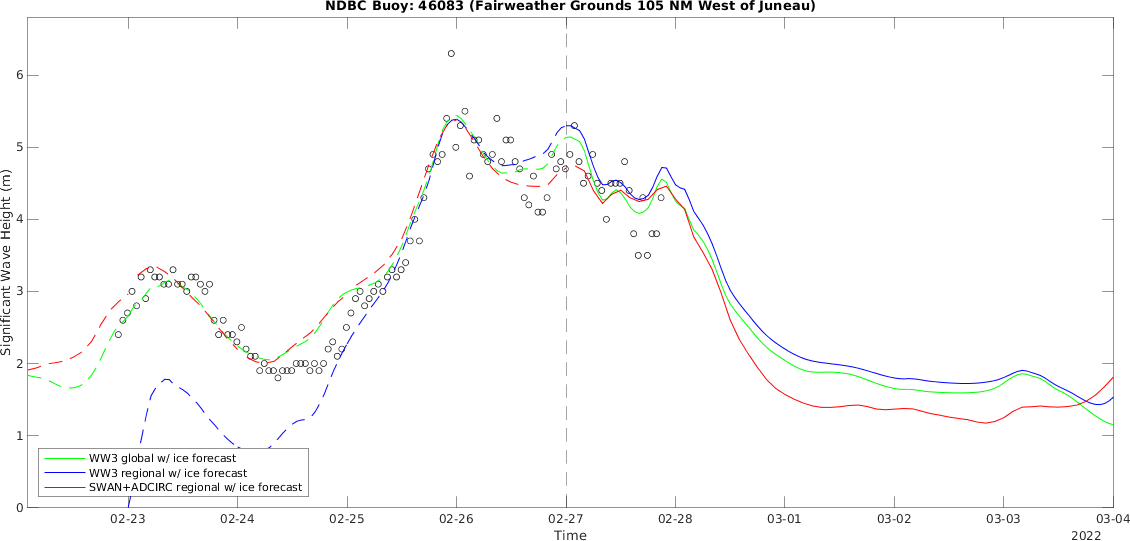 NDBC Buoy: 46083 (Fairweather Grounds 105 NM West of Juneau)
Significant Wave Height (m)
6
5
4
3
2
1
0
WW3 global w/ ice forecast
WW3 regional w/ ice forecast
SWAN+ADCIRC regional w/ ice forecast
02-23 02-24 02-25 02-26 02-27 02-28 03-01 03-02 03-03 03-04
Time
2022